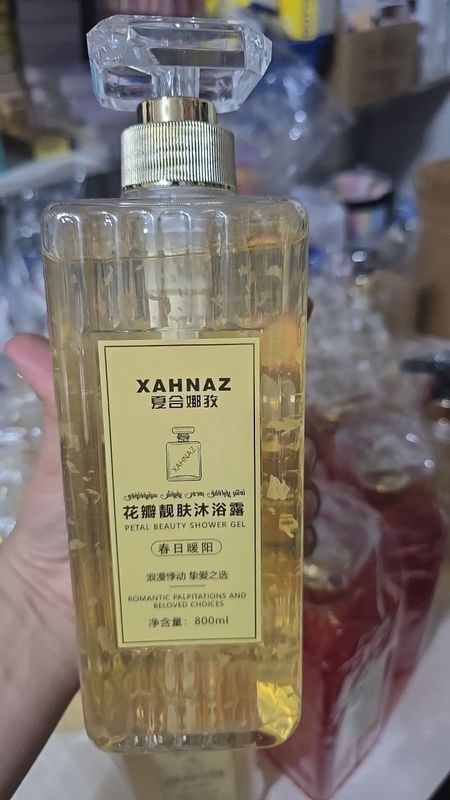 XAHNAZ
夏合娜孜
XAHNAZ
花瓣靓肤沐浴露
PETAL BEAUTY SHOWER GEL
春日暖阳
浪漫悸动 挚爱之选
ROMANTIC PALPITATIONS AND
BELOVED CHOICES
净含量：800ml